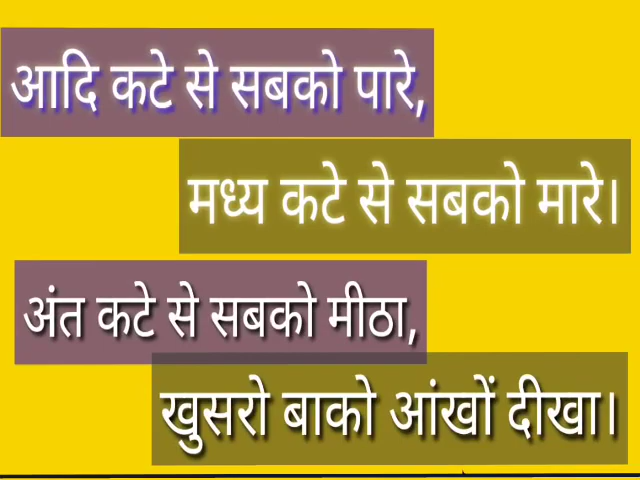 आदि कटे से सबको पारे,
मध्य कटे से सबको मारे।
अंत कटे से सबको मीठा,
खुसरो बाको आंखों दीखा।